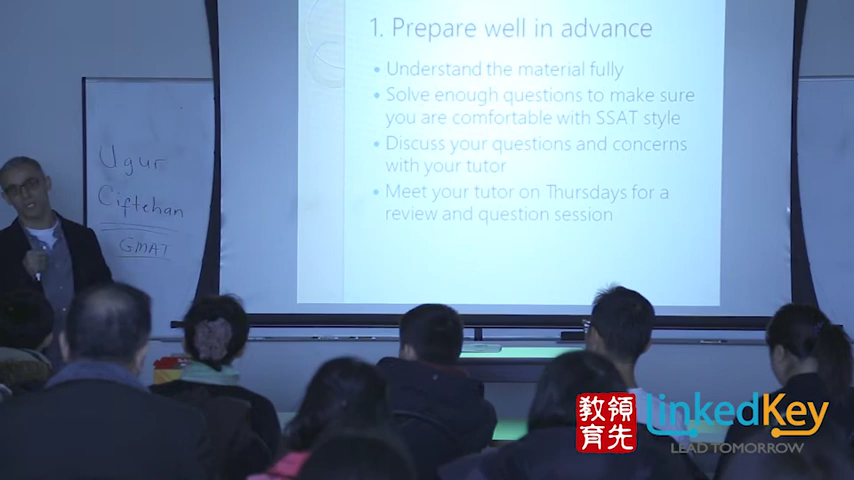 1. Prepare well in advance
• Understand the material fully
• Solve enough questions to make sure
you are comfortable with SSAT style
• Discuss your questions and concerns
with your tutor
• Meet your tutor on Thursdays for a
review and question session
Ugur
Ciftehan
GMAT
領先
教育
LinkedKey
LEAD TOMORROW